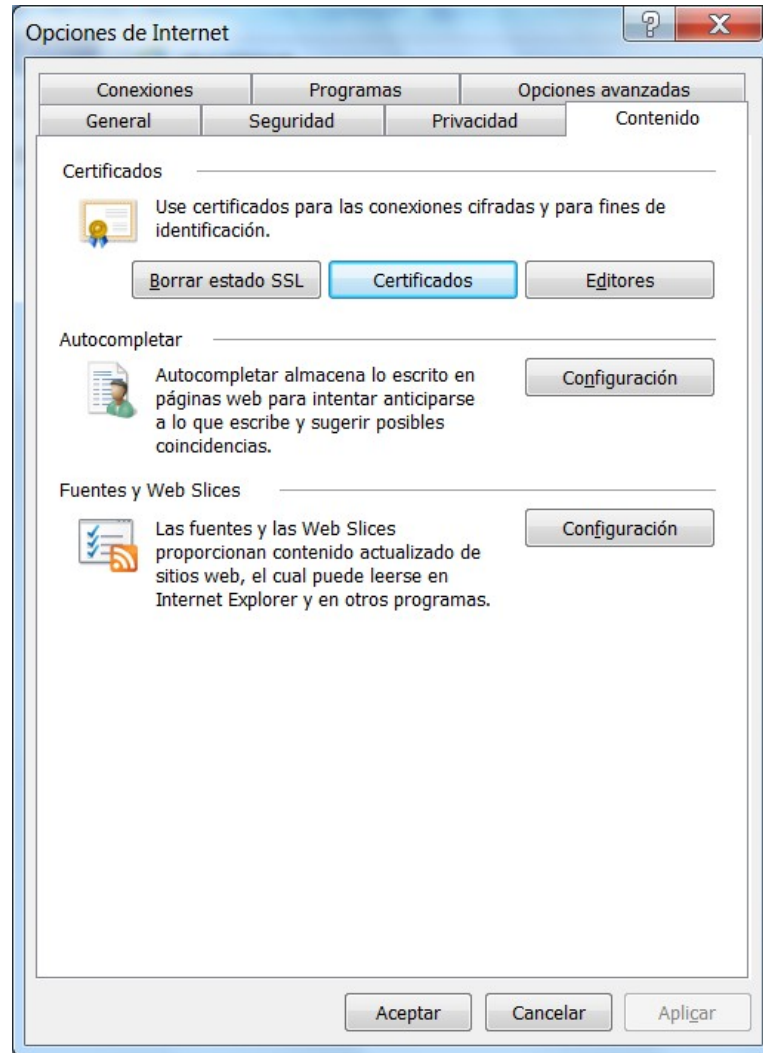 Opciones de Internet
Conexiones Programas Opciones avanzadas
General Seguridad Privacidad Contenido
Certificados
Use certificados para las conexiones cifradas y para fines de
identificación.
Borrar estado SSL Certificados Editores
Autocompletar
Autocompletar almacena lo escrito en
páginas web para intentar anticiparse
a lo que escribe y sugerir posibles
coincidencias.
Configuración
Fuentes y Web Slices
Las fuentes y las Web Slices
proporcionan contenido actualizado de
sitios web, el cual puede leerse en
Internet Explorer y en otros programas.
Configuración
Aceptar Cancelar Aplicar